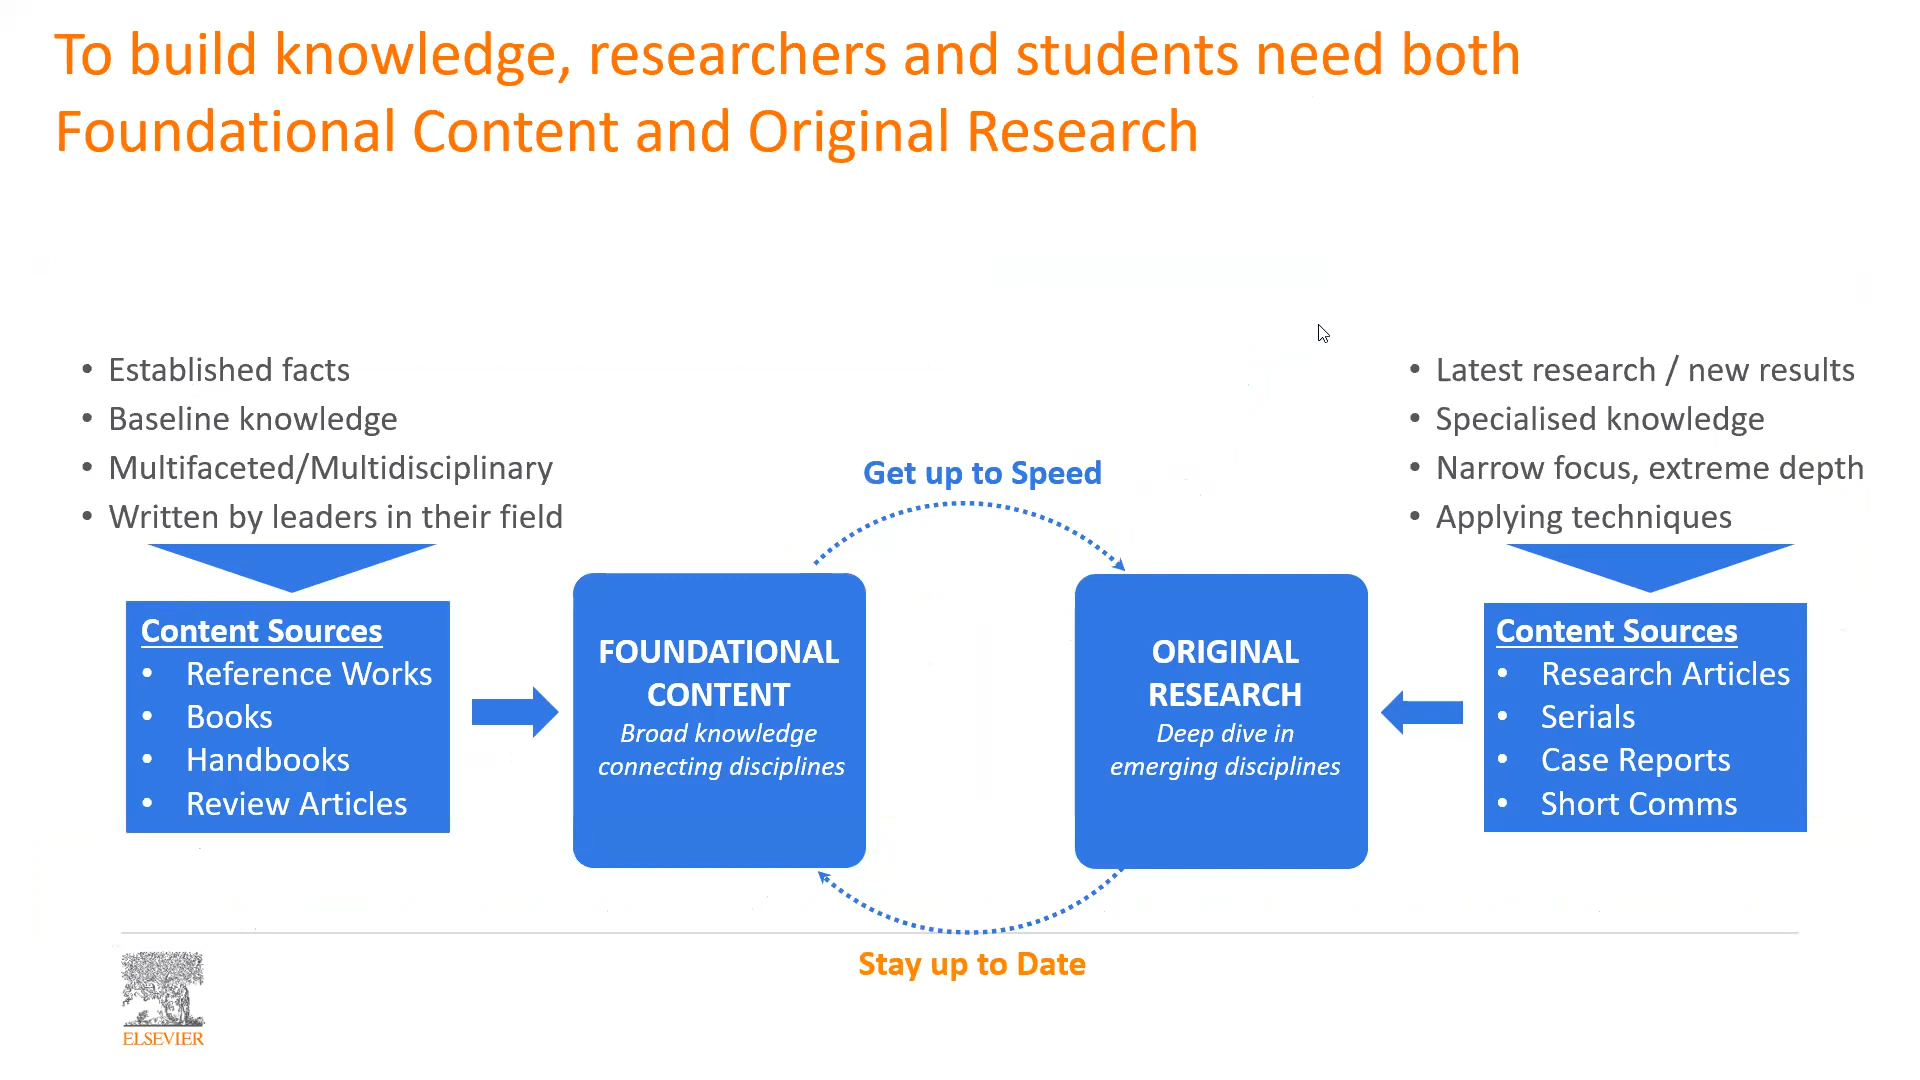 To build knowledge, researchers and students need both
Foundational Content and Original Research
• Established facts
• Baseline knowledge
• Multifaceted/Multidisciplinary
• Written by leaders in their field
Content Sources
• Reference Works
• Books
• Handbooks
• Review Articles
FOUNDATIONAL
CONTENT
Broad knowledge
connecting disciplines
Get up to Speed
ORIGINAL
RESEARCH
Deep dive in
emerging disciplines
Stay up to Date
• Latest research / new results
• Specialised knowledge
• Narrow focus, extreme depth
• Applying techniques
Content Sources
• Research Articles
• Serials
• Case Reports
• Short Comms
ELSEVIER